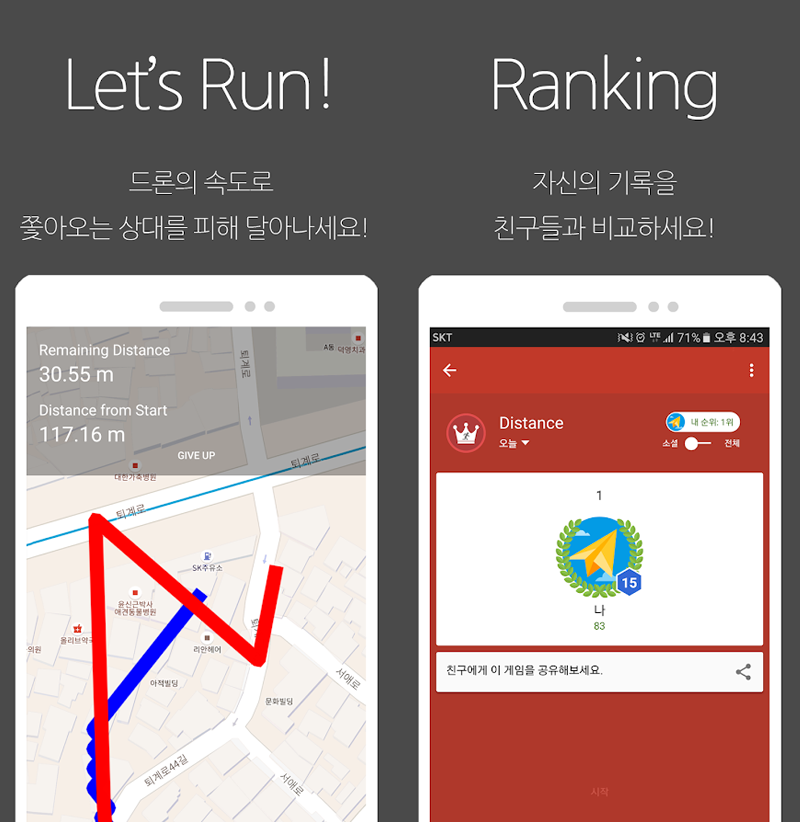 Let's Run!
드론의 속도로
쫓아오는 상대를 피해 달아나세요!
Remaining Distance
30.55 m
Distance from Start
117.16 m
GIVE UP
퇴계로
A동
덕영치과
대한가축병원
퇴계로
퇴계로
SK주유소
윤신근박사
애견동물병원
올리브약국
의원
리안헤어
아적빌딩
문화빌딩
서애로
퇴계로44길
서애로
Ranking
자신의 기록을
친구들과 비교하세요!
SKT
LTE
71%
오후 8:43
Distance
오늘
내 순위: 1위
소셜
전체
1
15
나
83
친구에게 이 게임을 공유해보세요.
시작